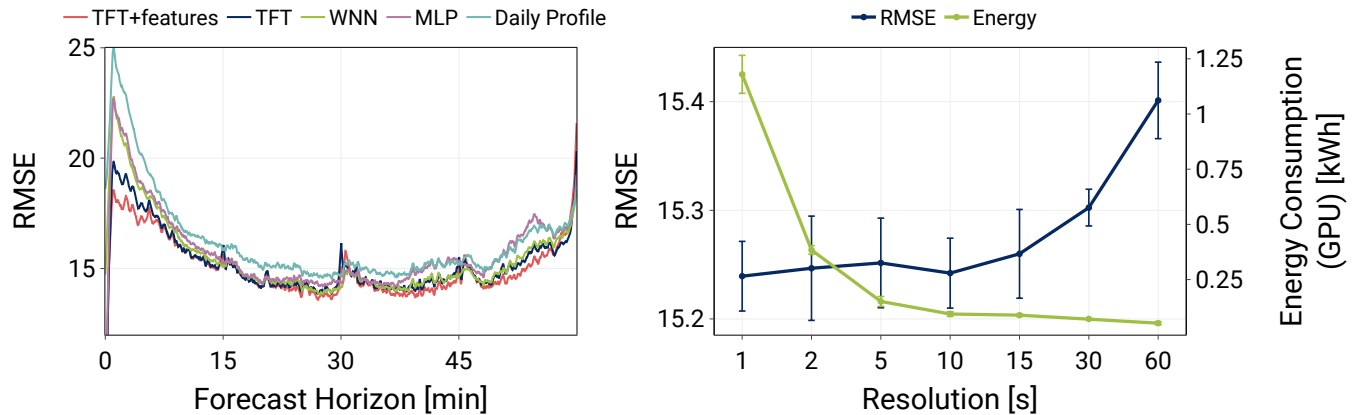 TFT+features TFT WNN MLP Daily Profile
RMSE
25
20
15
0 15 30 45
Forecast Horizon [min]
RMSE Energy
RMSE
15.4
15.3
15.2
1.25
1
0.75
0.5
0.25
Energy Consumption
(GPU) [kWh]
1 2 5 10 15 30 60
Resolution [s]